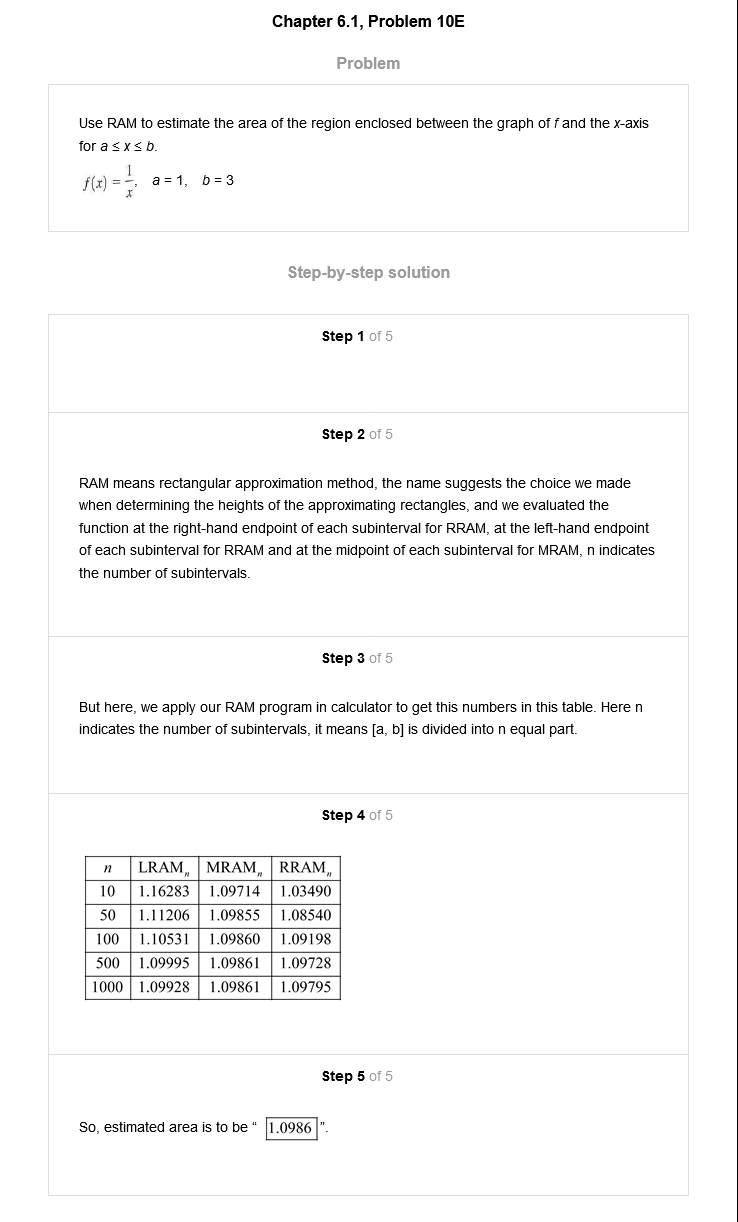 Chapter 6.1, Problem 10E
Problem
Use RAM to estimate the area of the region enclosed between the graph of f and the x-axis
for a ≤ x ≤ b.
f(x) = 1/x, a = 1, b = 3
Step-by-step solution
Step 1 of 5
Step 2 of 5
RAM means rectangular approximation method, the name suggests the choice we made
when determining the heights of the approximating rectangles, and we evaluated the
function at the right-hand endpoint of each subinterval for RRAM, at the left-hand endpoint
of each subinterval for RRAM and at the midpoint of each subinterval for MRAM, n indicates
the number of subintervals.
Step 3 of 5
But here, we apply our RAM program in calculator to get this numbers in this table. Here n
indicates the number of subintervals, it means [a, b] is divided into n equal part.
Step 4 of 5
n LRAMₙ MRAMₙ RRAMₙ
10 1.16283 1.09714 1.03490
50 1.11206 1.09855 1.08540
100 1.10531 1.09860 1.09198
500 1.09995 1.09861 1.09728
1000 1.09928 1.09861 1.09795
Step 5 of 5
So, estimated area is to be “ 1.0986 ”.